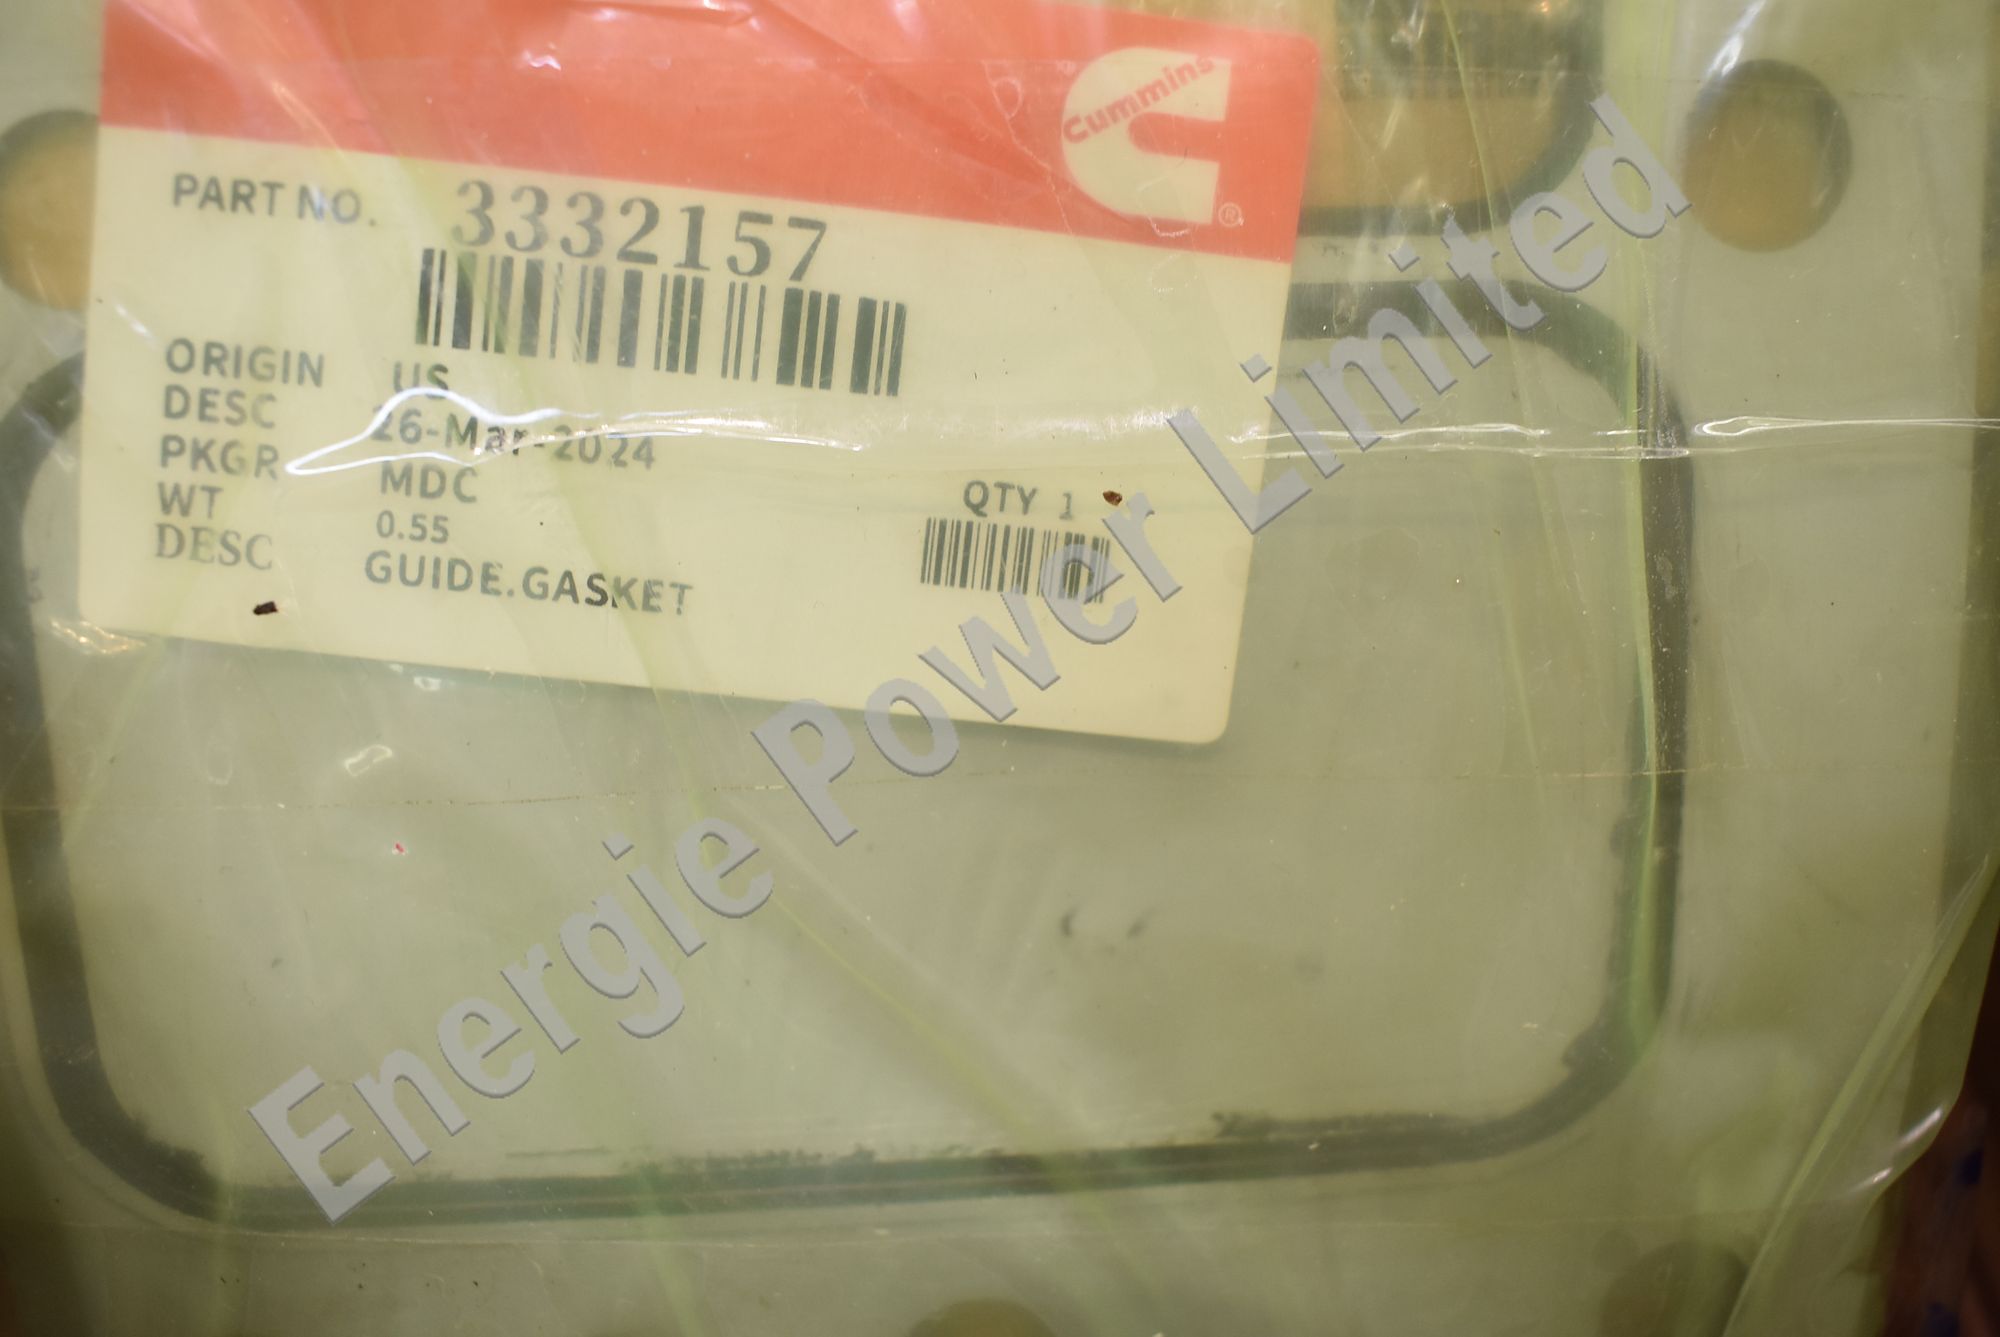 cummins
®
PART NO. 3332157
ORIGIN US
DESC 26-Mar-2024
PKGR MDC
WT 0.55
DESC GUIDE.GASKET
QTY 1
Energie Power Limited